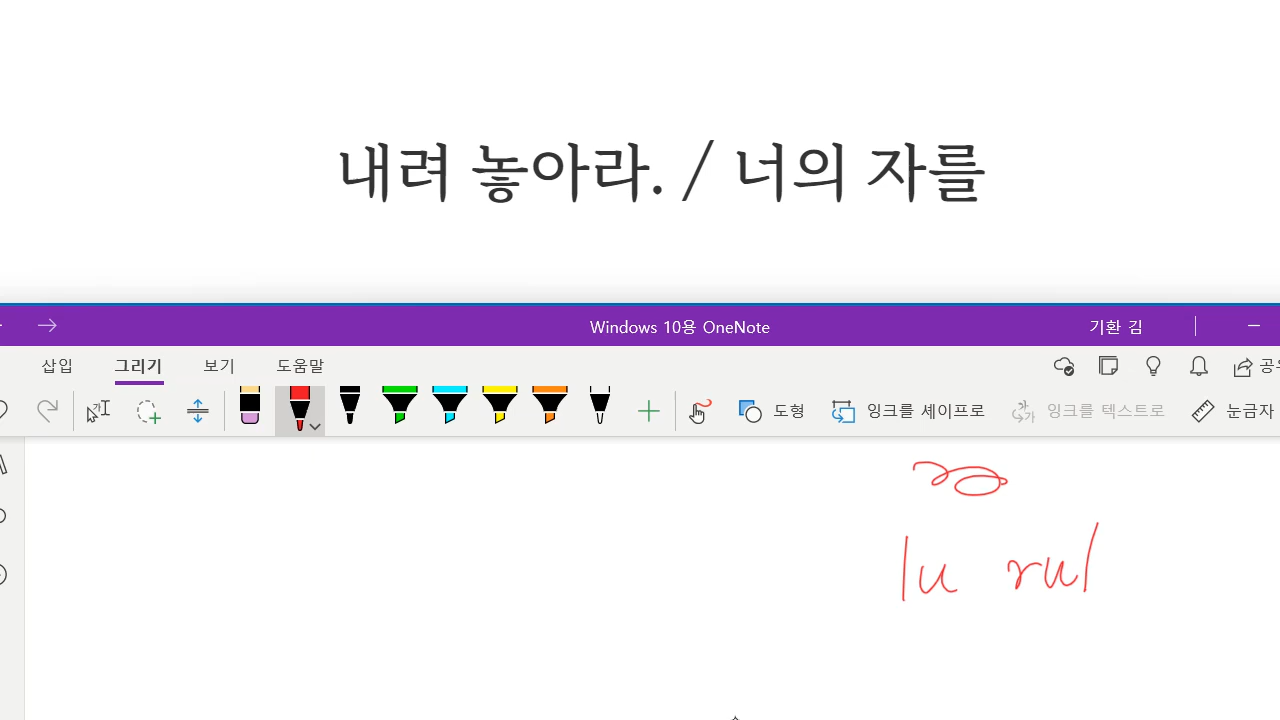 내려 놓아라. / 너의 자를
Windows 10용 OneNote 기환 김
삽입 그리기 보기 도움말
도형 잉크를 셰이프로 잉크를 텍스트로 눈금자
lu rul